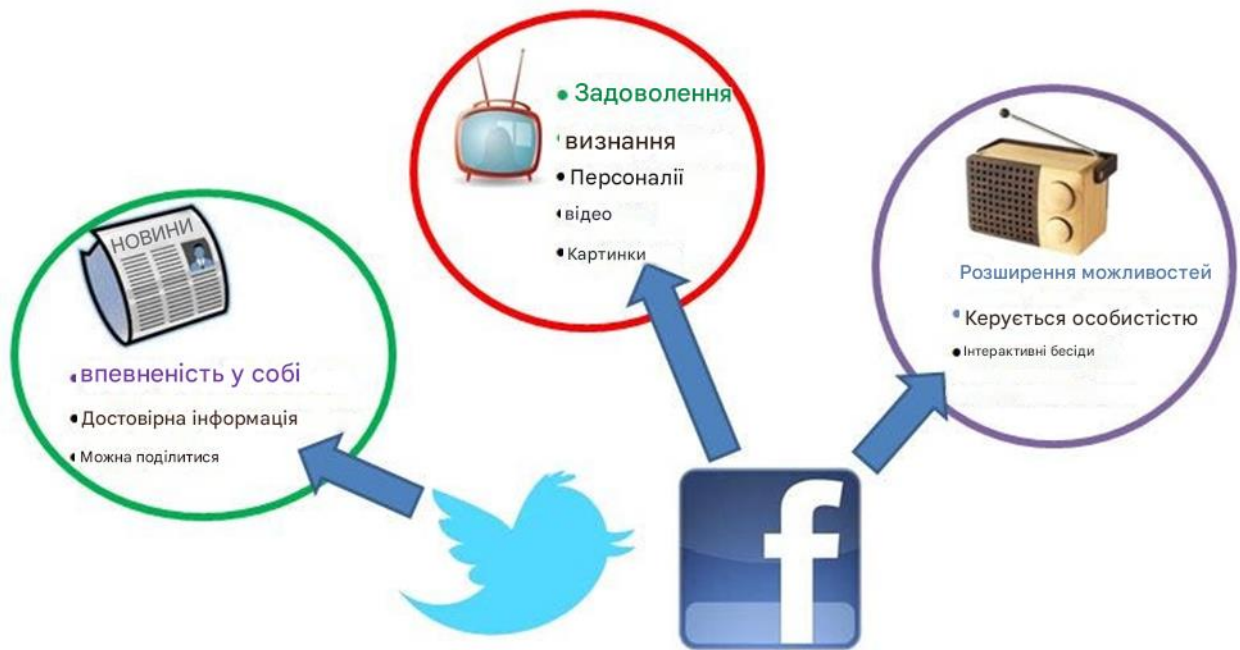 НОВИНИ
• впевненість у собі
• Достовірна інформація
• Можна поділитися
• Задоволення
• визнання
• Персоналії
• відео
• Картинки
Розширення можливостей
• Керується особистістю
• Інтерактивні бесіди
f